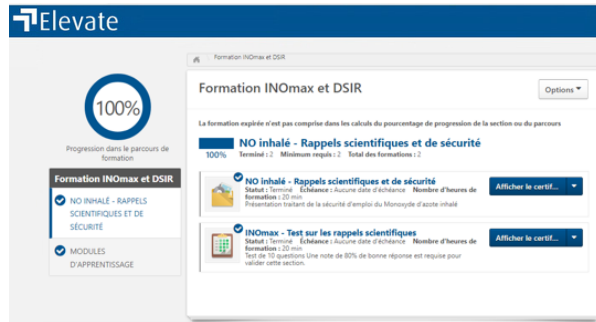 Elevate
Formation INOmax et DSIR
Formation INOmax et DSIR
Options
100%
Progression dans le parcours de
formation
La formation expirée n'est pas comprise dans les calculs du pourcentage de progression de la section ou du parcours
NO inhalé - Rappels scientifiques et de sécurité
100% Terminé : 2 Minimum requis : 2 Total des formations : 2
Formation INOmax et DSIR
NO INHALÉ - RAPPELS
SCIENTIFIQUES ET DE
SÉCURITÉ
MODULES
D'APPRENTISSAGE
NO inhalé - Rappels scientifiques et de sécurité
Statut : Terminé Échéance : Aucune date d'échéance Nombre d'heures de
formation : 20 min
Présentation traitant de la sécurité d'emploi du Monoxyde d'azote inhalé
Afficher le certif...
INOmax - Test sur les rappels scientifiques
Statut : Terminé Échéance : Aucune date d'échéance Nombre d'heures de
formation : 20 min
Test de 10 questions Une note de 80% de bonne réponse est requise pour
valider cette section.
Afficher le certif...